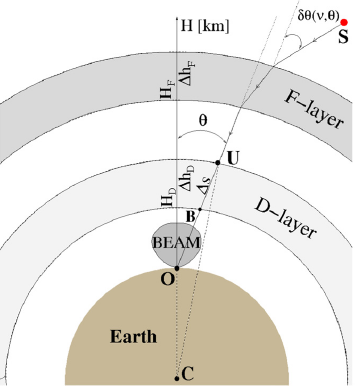 H [km]
δθ(ν,θ)
S
H_F
Δh_F
F-layer
θ
U
H_D
Δh_D
Δs
D-layer
B
BEAM
O
Earth
C